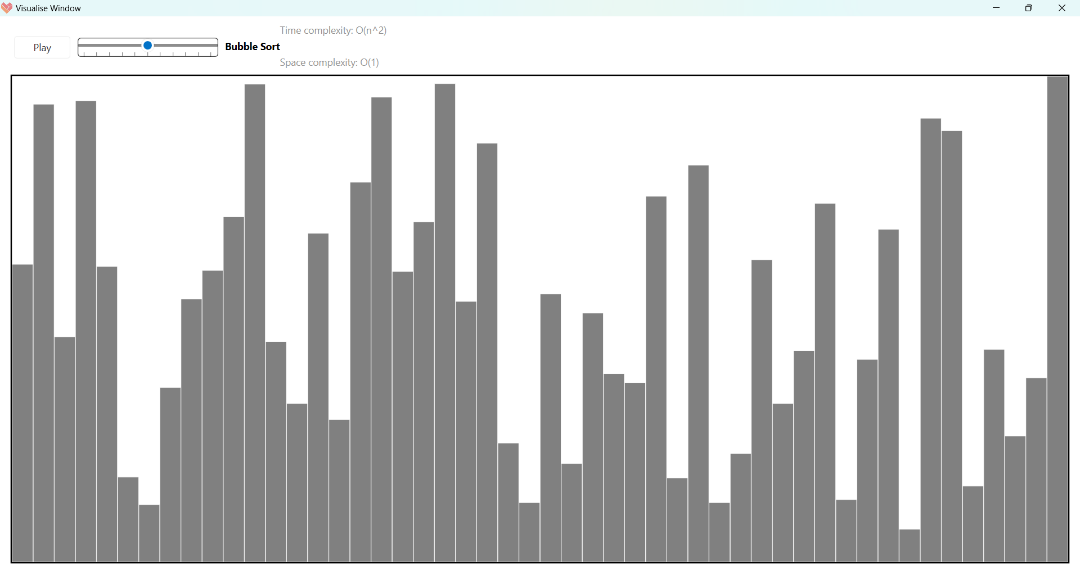 Visualise Window
Time complexity: O(n^2)
Play
Bubble Sort
Space complexity: O(1)